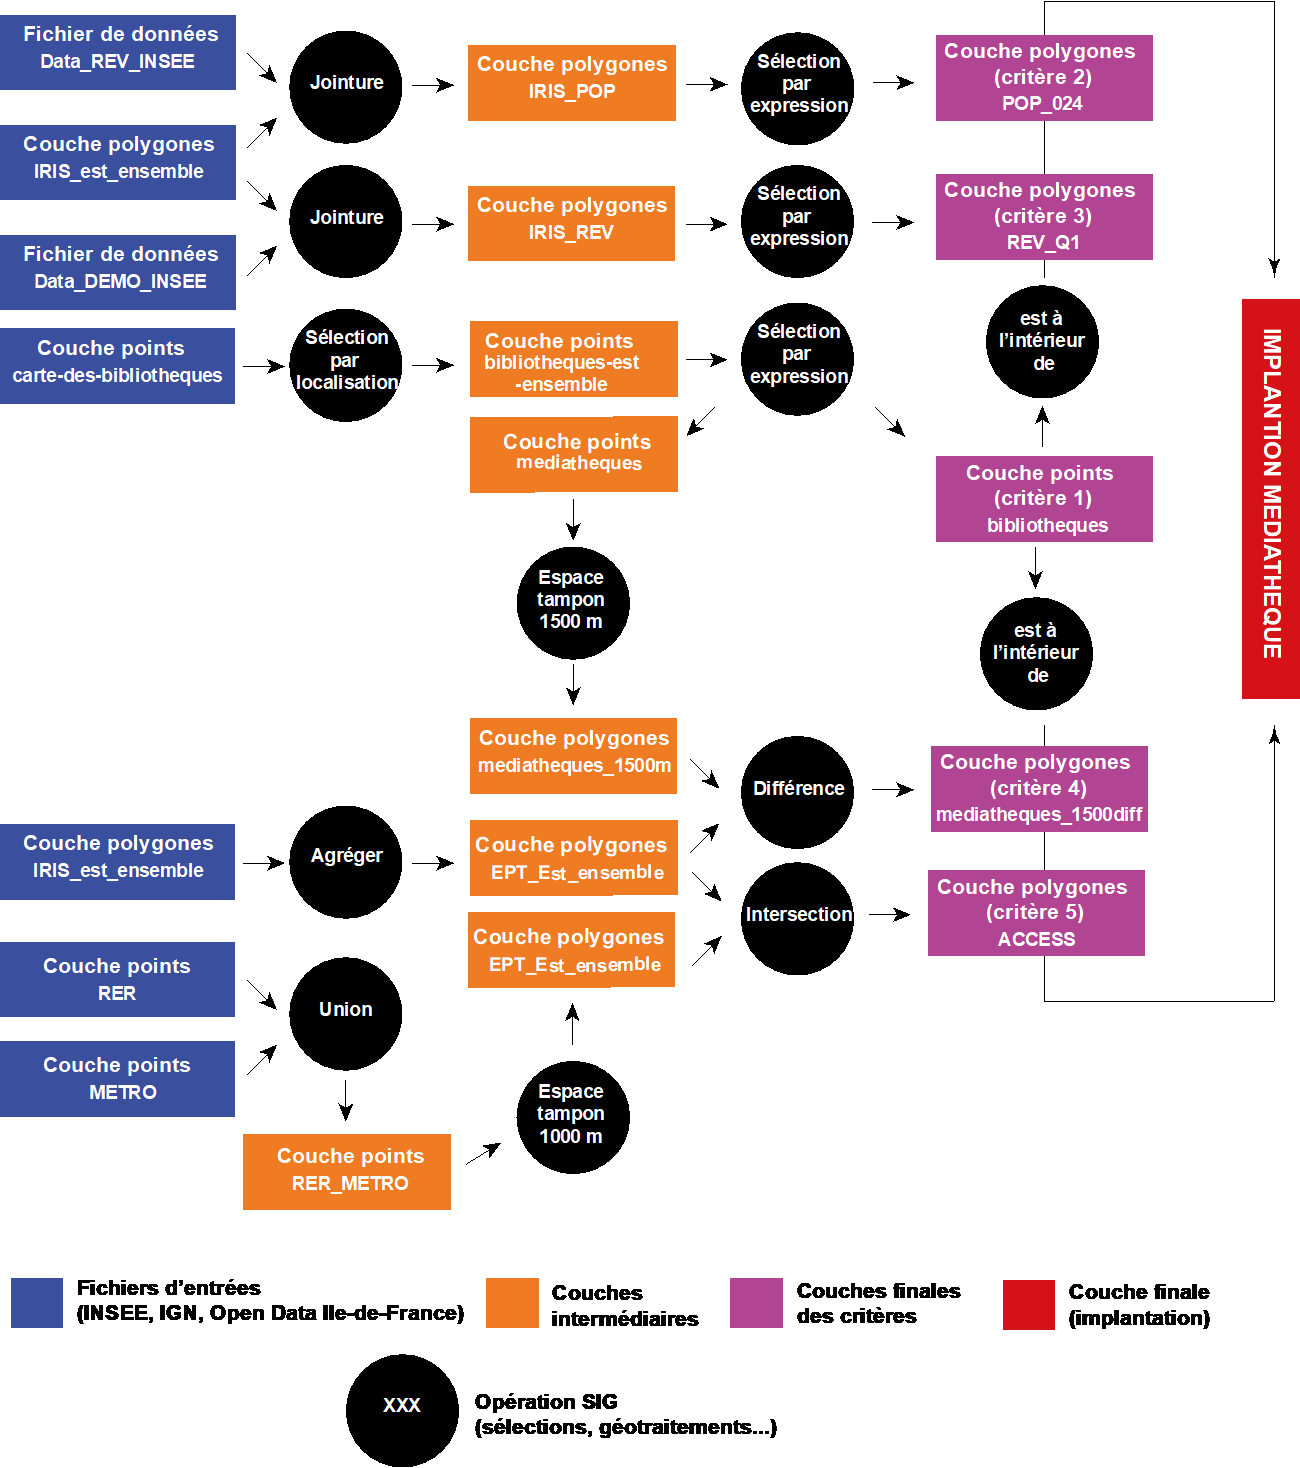 Fichier de données
Data_REV_INSEE
Jointure
Couche polygones
IRIS_POP
Sélection
par
expression
Couche polygones
(critère 2)
POP_024
Couche polygones
IRIS_est_ensemble
Jointure
Couche polygones
IRIS_REV
Sélection
par
expression
Couche polygones
(critère 3)
REV_Q1
Fichier de données
Data_DEMO_INSEE
Couche points
carte-des-bibliotheques
Sélection
par
localisation
Couche points
bibliotheques-est
-ensemble
Sélection
par
expression
est à
l'intérieur
de
IMPLANTION MEDIATHEQUE
Couche points
mediatheques
Couche points
(critère 1)
bibliotheques
Espace
tampon
1500 m
est à
l'intérieur
de
Couche polygones
mediatheques_1500m
Différence
Couche polygones
(critère 4)
mediatheques_1500diff
Couche polygones
IRIS_est_ensemble
Agréger
Couche polygones
EPT_Est_ensemble
Intersection
Couche polygones
(critère 5)
ACCESS
Couche polygones
EPT_Est_ensemble
Couche points
RER
Union
Couche points
METRO
Espace
tampon
1000 m
Couche points
RER_METRO
Fichiers d'entrées
(INSEE, IGN, Open Data Ile-de-France)
Couches
intermédiaires
Couches finales
des critères
Couche finale
(implantation)
XXX
Opération SIG
(sélections, géotraitements...)